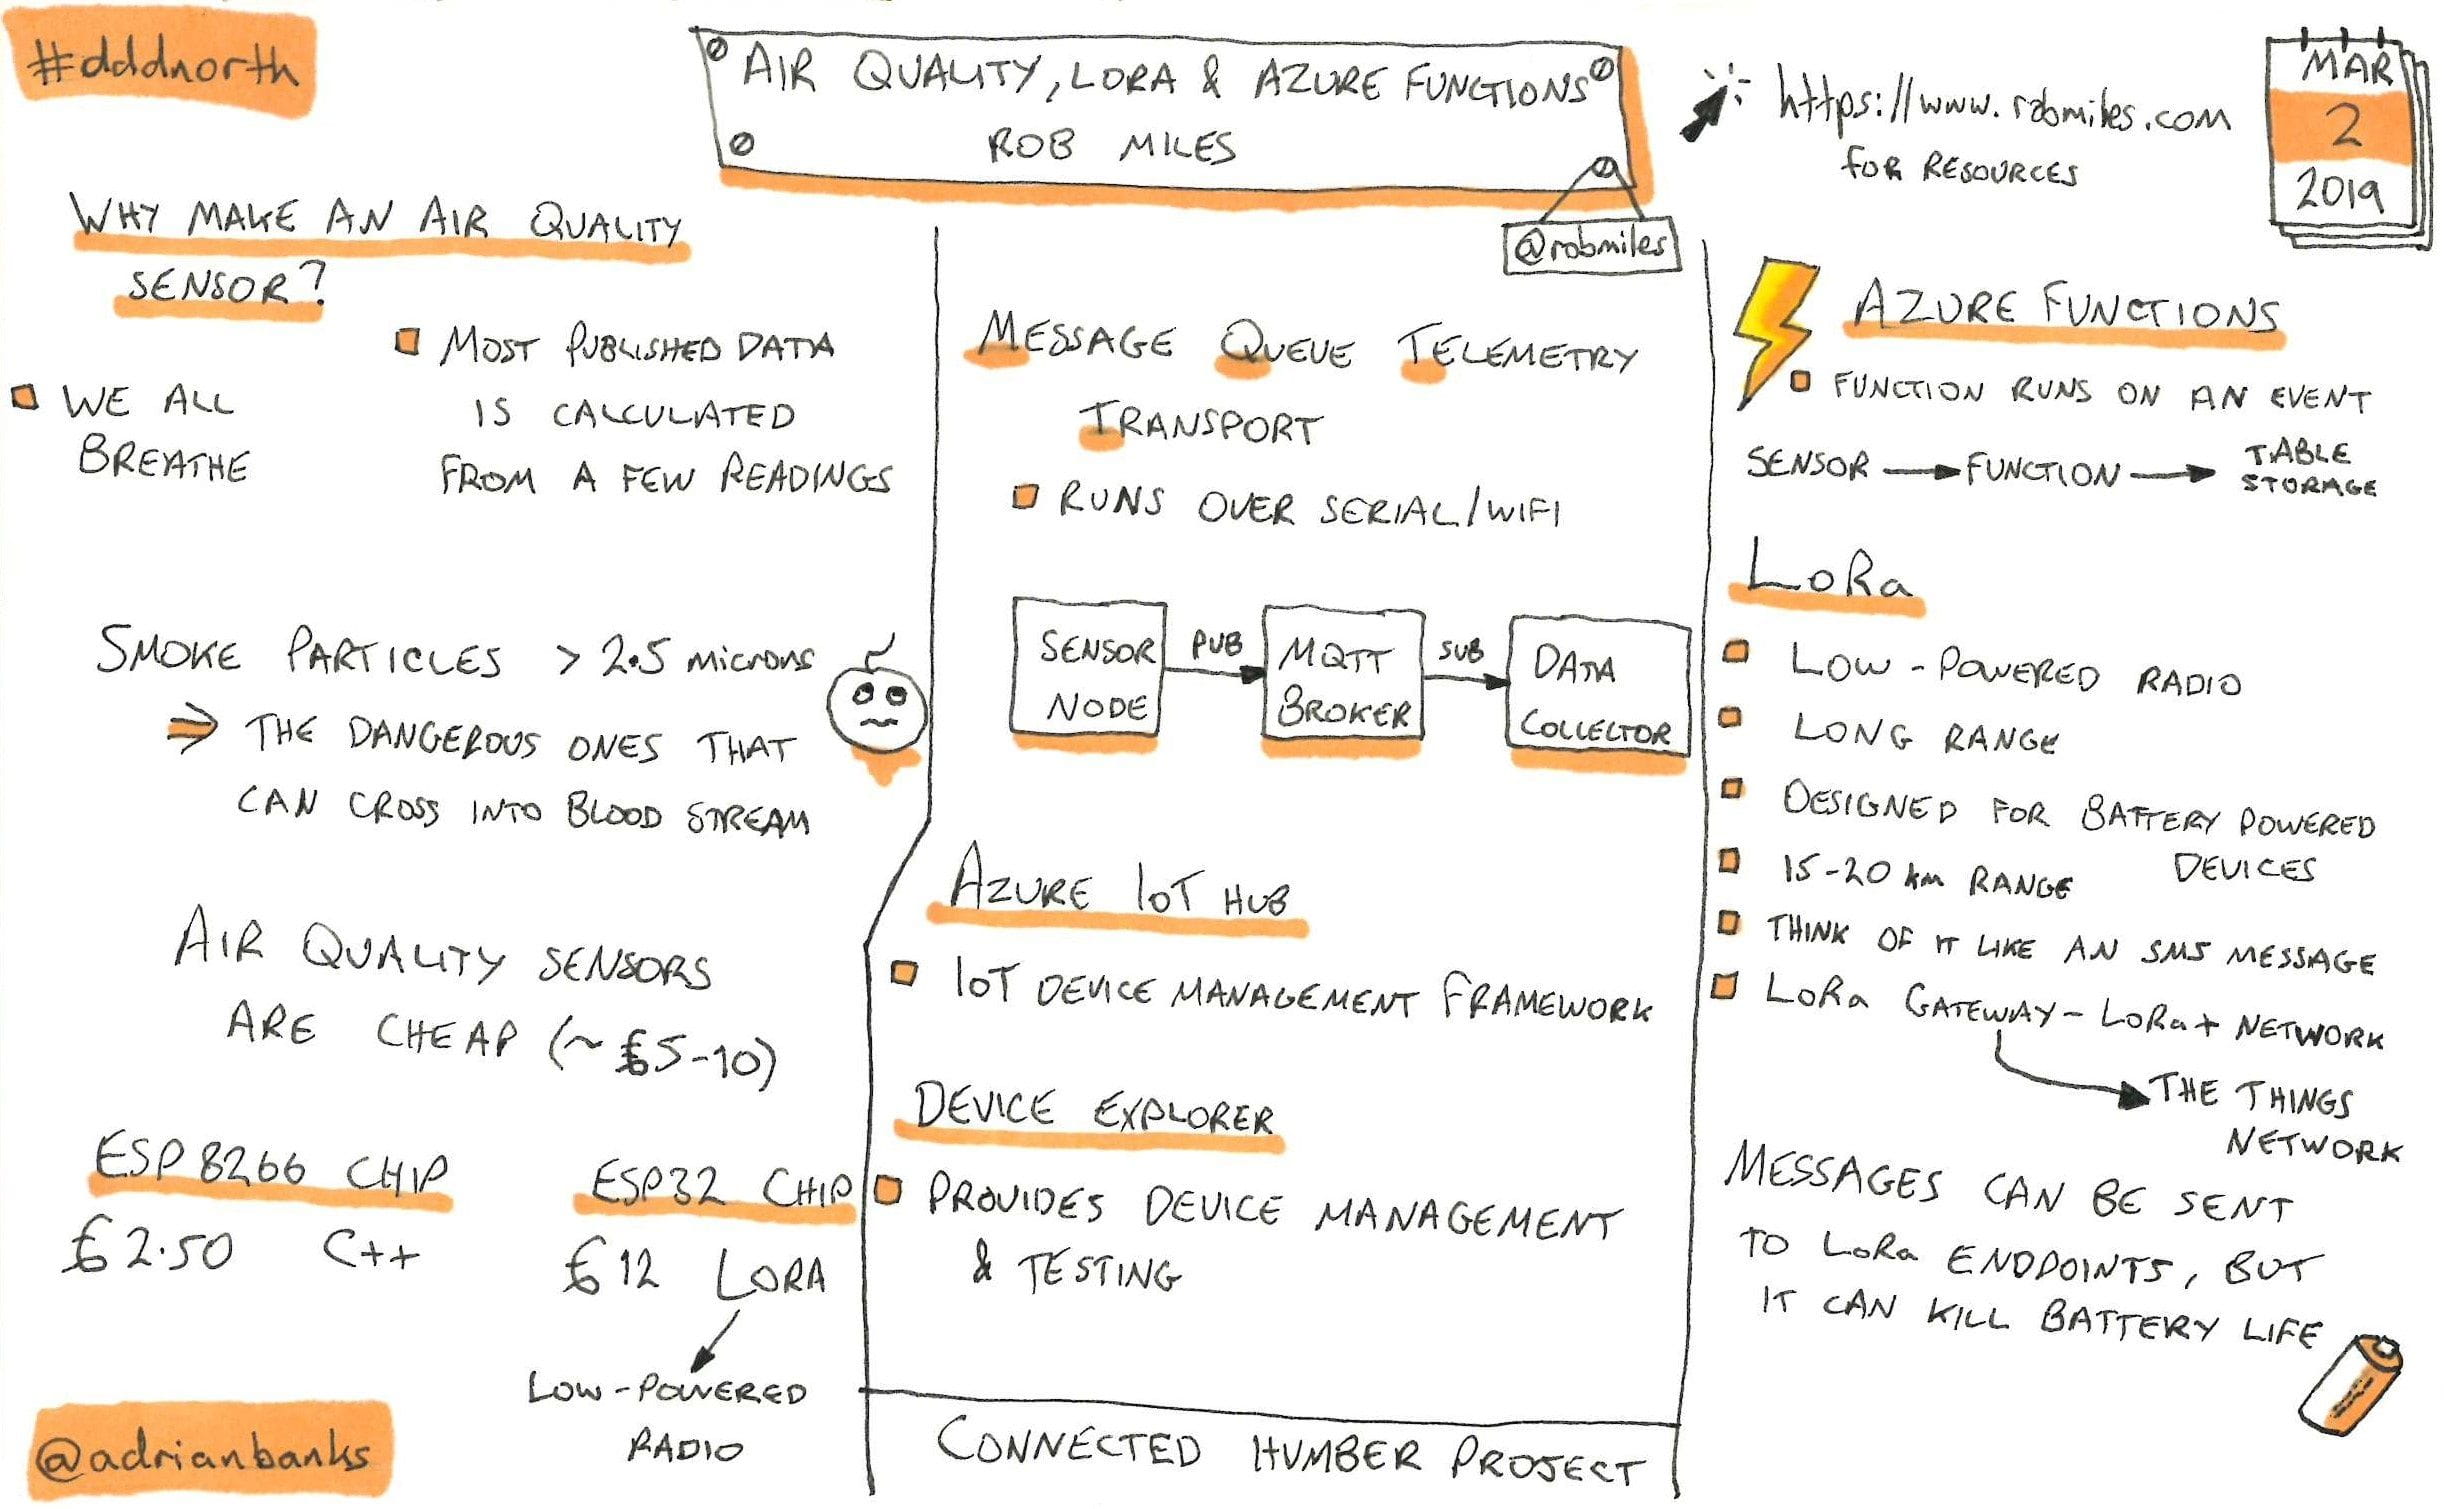 #dddnorth
AIR QUALITY, LORA & AZURE FUNCTIONS
ROB MILES
@robmiles
https://www.robmiles.com
FOR RESOURCES
MAR
2
2019
WHY MAKE AN AIR QUALITY
SENSOR?
WE ALL
BREATHE
MOST PUBLISHED DATA
IS CALCULATED
FROM A FEW READINGS
SMOKE PARTICLES > 2.5 microns
⇒ THE DANGEROUS ONES THAT
CAN CROSS INTO BLOOD STREAM
AIR QUALITY SENSORS
ARE CHEAP (~ £5-10)
ESP8266 CHIP
£2.50 C++
ESP32 CHIP
£12 LORA
LOW-POWERED
RADIO
@adrianbanks
MESSAGE QUEUE TELEMETRY
TRANSPORT
RUNS OVER SERIAL/WIFI
SENSOR
NODE
PUB
MQTT
BROKER
SUB
DATA
COLLECTOR
AZURE IoT HUB
IoT DEVICE MANAGEMENT FRAMEWORK
DEVICE EXPLORER
PROVIDES DEVICE MANAGEMENT
& TESTING
CONNECTED HUMBER PROJECT
AZURE FUNCTIONS
FUNCTION RUNS ON AN EVENT
SENSOR → FUNCTION → TABLE
STORAGE
LoRa
LOW-POWERED RADIO
LONG RANGE
DESIGNED FOR BATTERY POWERED
DEVICES
15-20 km RANGE
THINK OF IT LIKE AN SMS MESSAGE
LoRa GATEWAY - LoRa + NETWORK
THE THINGS
NETWORK
MESSAGES CAN BE SENT
TO LoRa ENDPOINTS, BUT
IT CAN KILL BATTERY LIFE